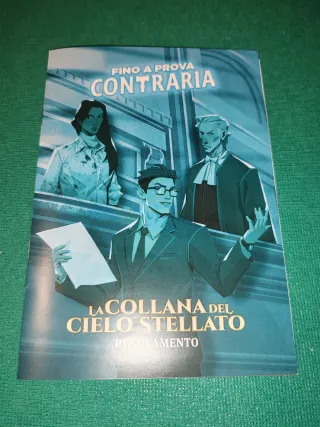 FINO A PROVA
CONTRARIA
LA COLLANA DEL
CIELO STELLATO
REGOLAMENTO